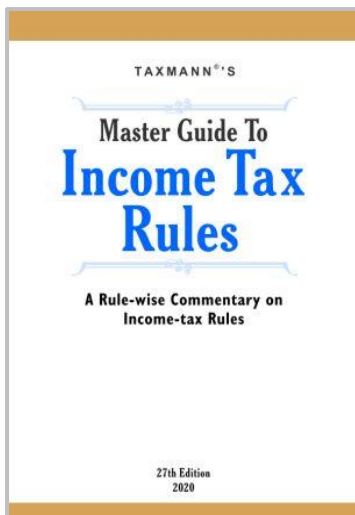 TAXMANN®'S
Master Guide To
Income Tax
Rules
A Rule-wise Commentary on
Income-tax Rules
27th Edition
2020